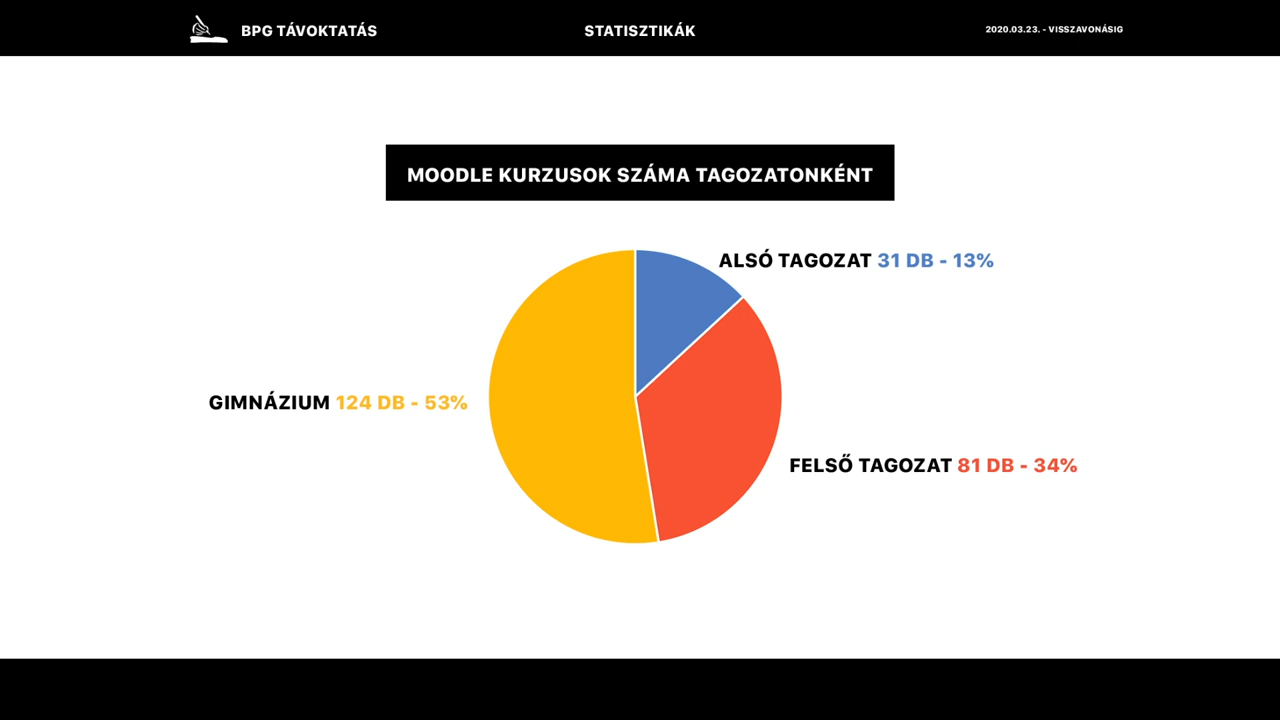 BPG TÁVOKTATÁS
STATISZTIKÁK
2020.03.23. - VISSZAVONÁSIG
MOODLE KURZUSOK SZÁMA TAGOZATONKÉNT
ALSÓ TAGOZAT 31 DB - 13%
GIMNÁZIUM 124 DB - 53%
FELSŐ TAGOZAT 81 DB - 34%